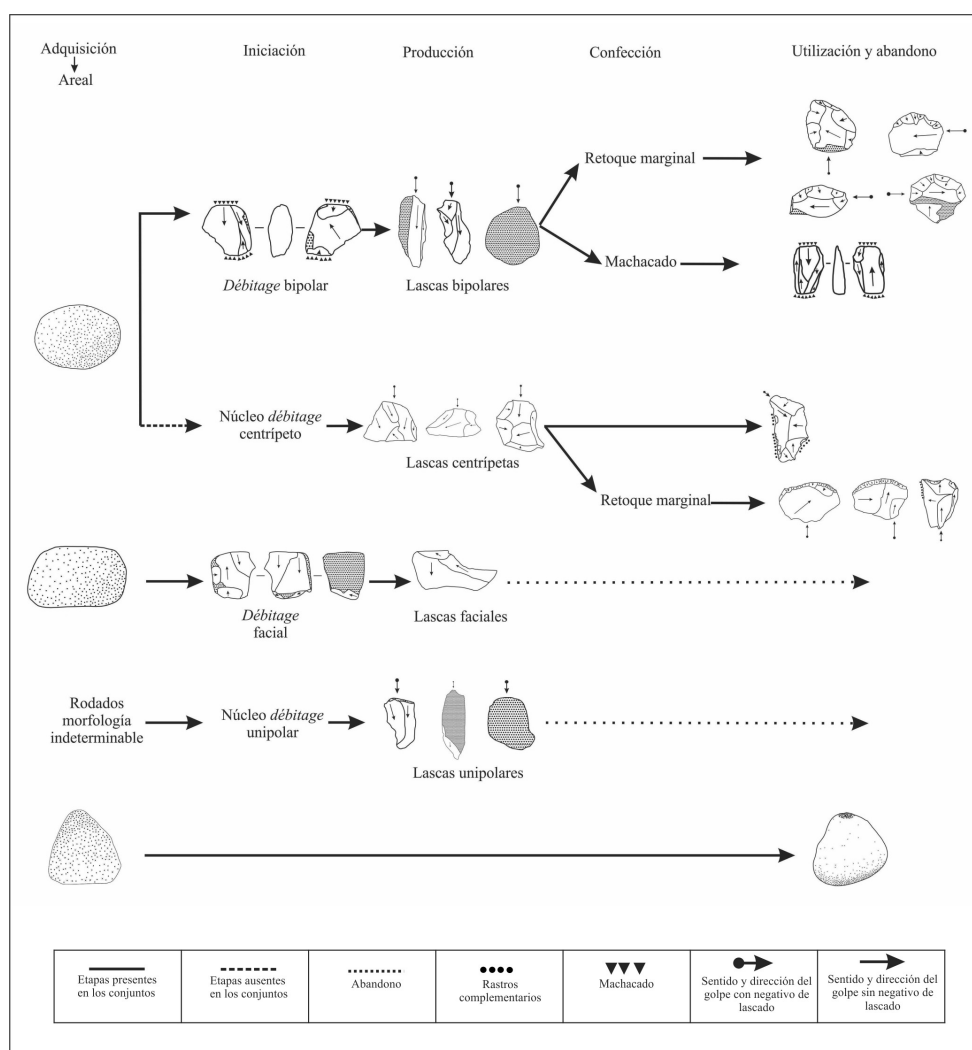 Adquisición
Areal
Iniciación
Producción
Confección
Utilización y abandono
Retoque marginal
Machacado
Débitage bipolar
Lascas bipolares
Núcleo débitage
centrípeto
Lascas centrípetas
Retoque marginal
Débitage
facial
Lascas faciales
Rodados
morfología
indeterminable
Núcleo débitage
unipolar
Lascas unipolares
Etapas presentes
en los conjuntos
Etapas ausentes
en los conjuntos
Abandono
Rastros
complementarios
Machacado
Sentido y dirección del
golpe con negativo de
lascado
Sentido y dirección del
golpe sin negativo de
lascado